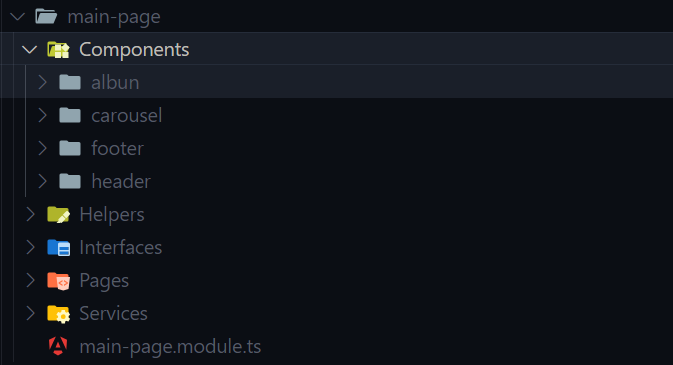 main-page
Components
albun
carousel
footer
header
Helpers
Interfaces
Pages
Services
main-page.module.ts